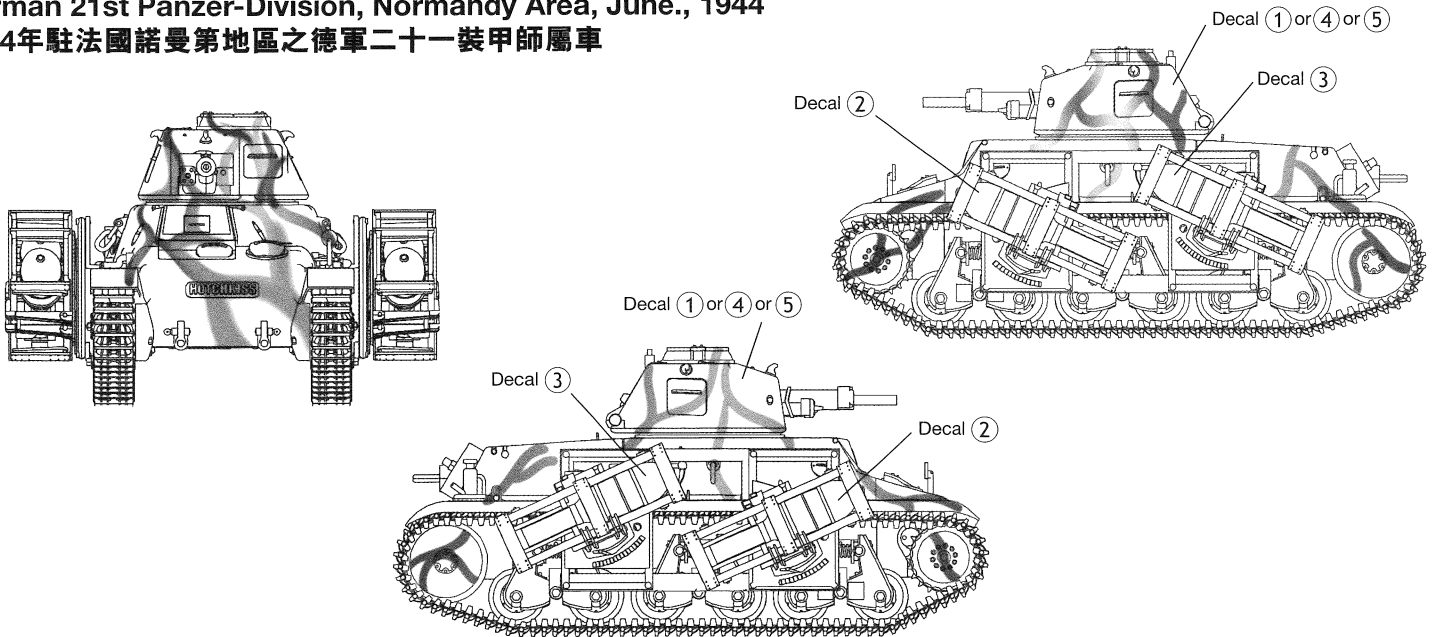 rman 21st Panzer-Division, Normandy Area, June., 1944
4年駐法國諾曼第地區之德軍二十一裝甲師屬車
Decal ① or ④ or ⑤
Decal ③
Decal ②
HOTCHKISS
Decal ① or ④ or ⑤
Decal ③
Decal ②